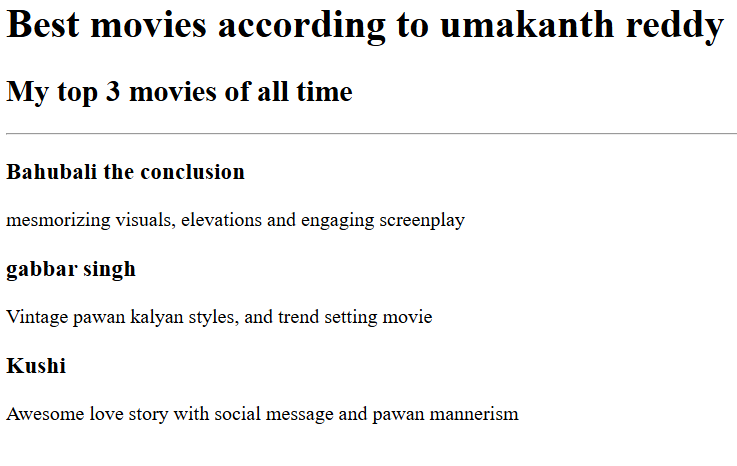 Best movies according to umakanth reddy
My top 3 movies of all time
Bahubali the conclusion
mesmorizing visuals, elevations and engaging screenplay
gabbar singh
Vintage pawan kalyan styles, and trend setting movie
Kushi
Awesome love story with social message and pawan mannerism